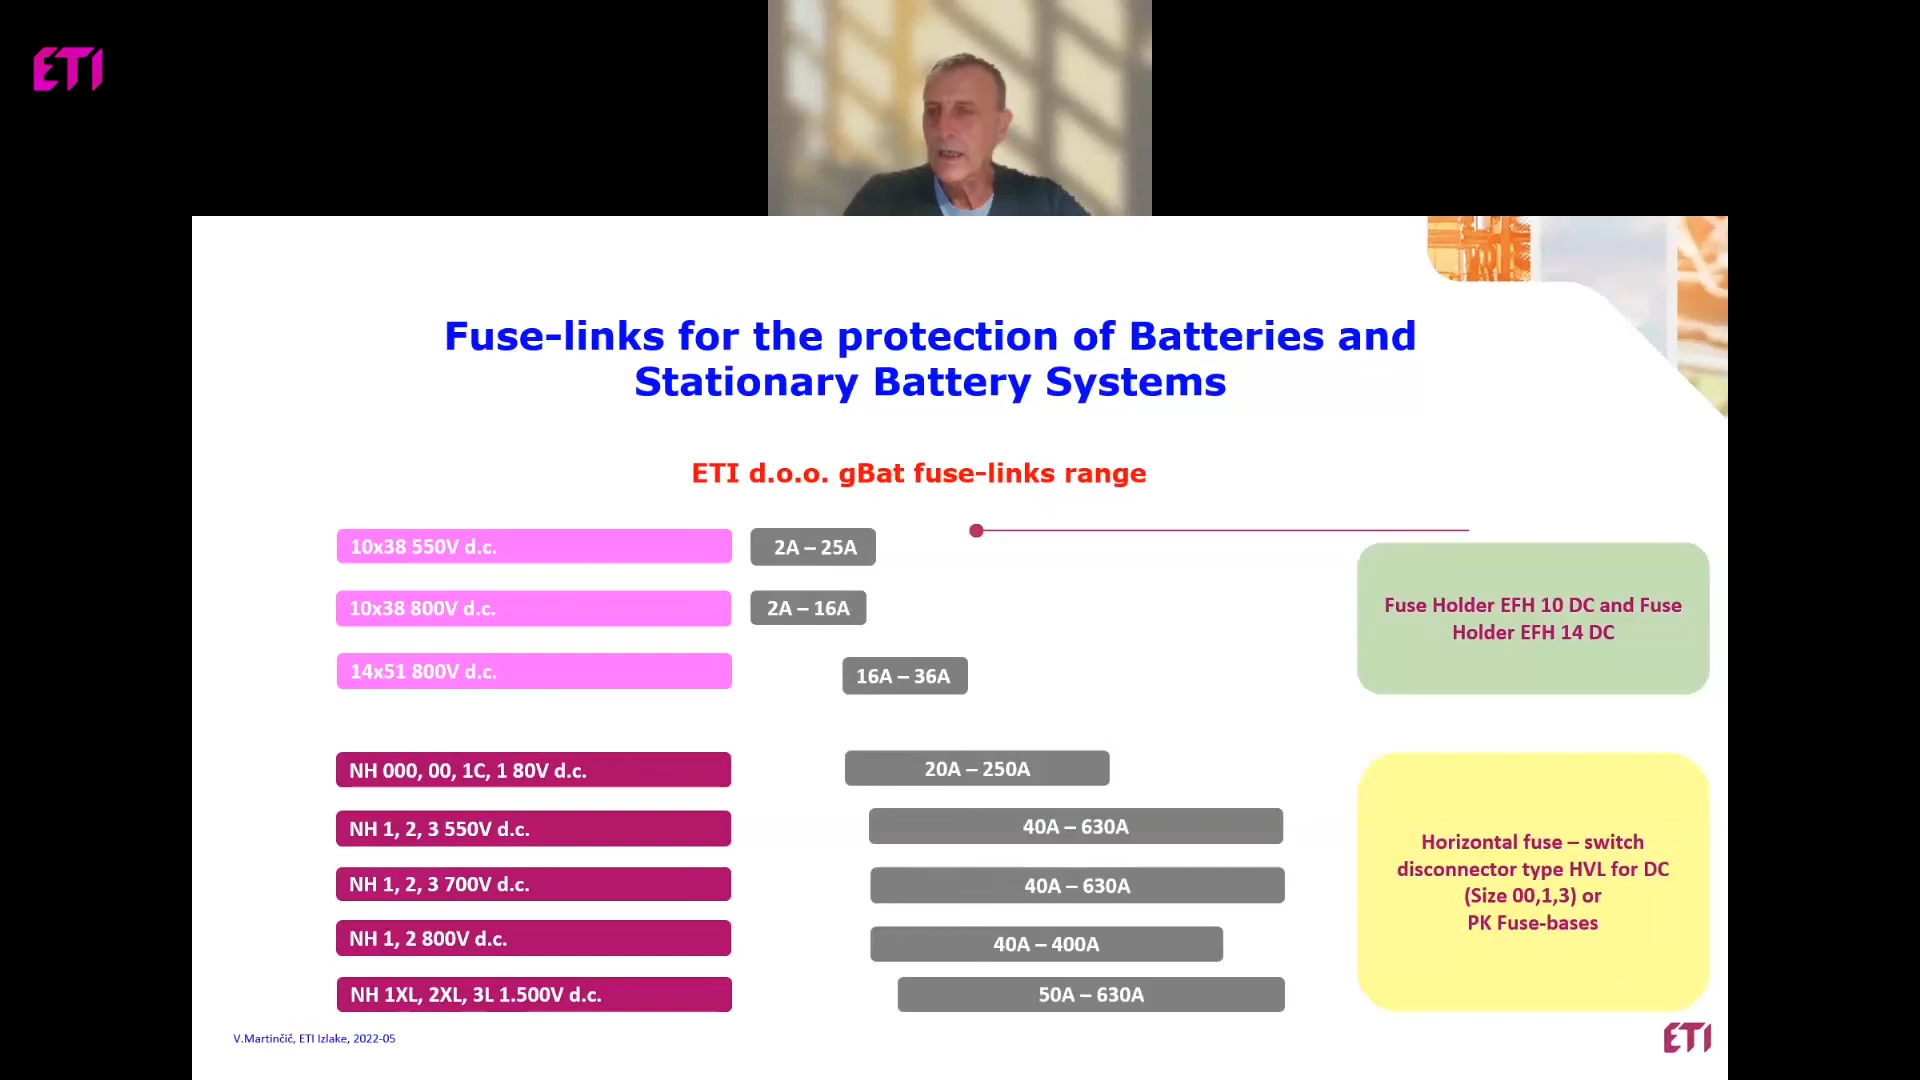 ETI
Fuse-links for the protection of Batteries and
Stationary Battery Systems
ETI d.o.o. gBat fuse-links range
10x38 550V d.c.
2A – 25A
10x38 800V d.c.
2A – 16A
14x51 800V d.c.
16A – 36A
Fuse Holder EFH 10 DC and Fuse
Holder EFH 14 DC
NH 000, 00, 1C, 1 80V d.c.
20A – 250A
NH 1, 2, 3 550V d.c.
40A – 630A
NH 1, 2, 3 700V d.c.
40A – 630A
NH 1, 2 800V d.c.
40A – 400A
NH 1XL, 2XL, 3L 1.500V d.c.
50A – 630A
Horizontal fuse – switch
disconnector type HVL for DC
(Size 00,1,3) or
PK Fuse-bases
V.Martinčič, ETI Izlake, 2022-05
ETI